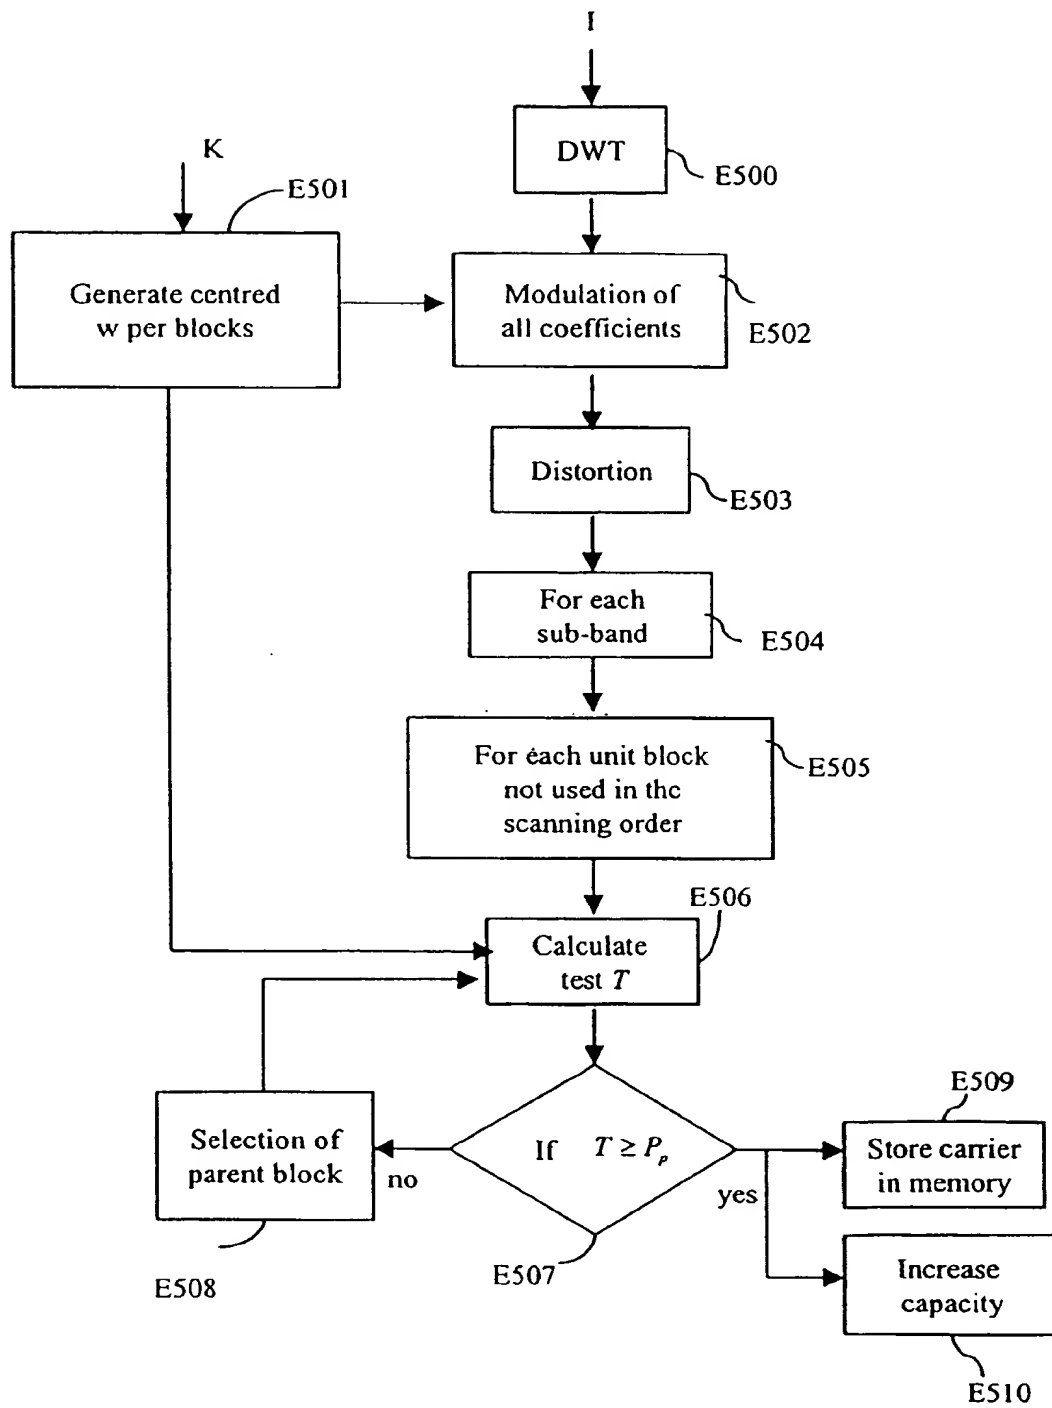 I
DWT
E500
K
E501
Generate centred
w per blocks
Modulation of
all coefficients
E502
Distortion
E503
For each
sub-band
E504
For each unit block
not used in the
scanning order
E505
E506
Calculate
test T
If T ≥ Pp
E507
no
yes
Selection of
parent block
E508
E509
Store carrier
in memory
Increase
capacity
E510